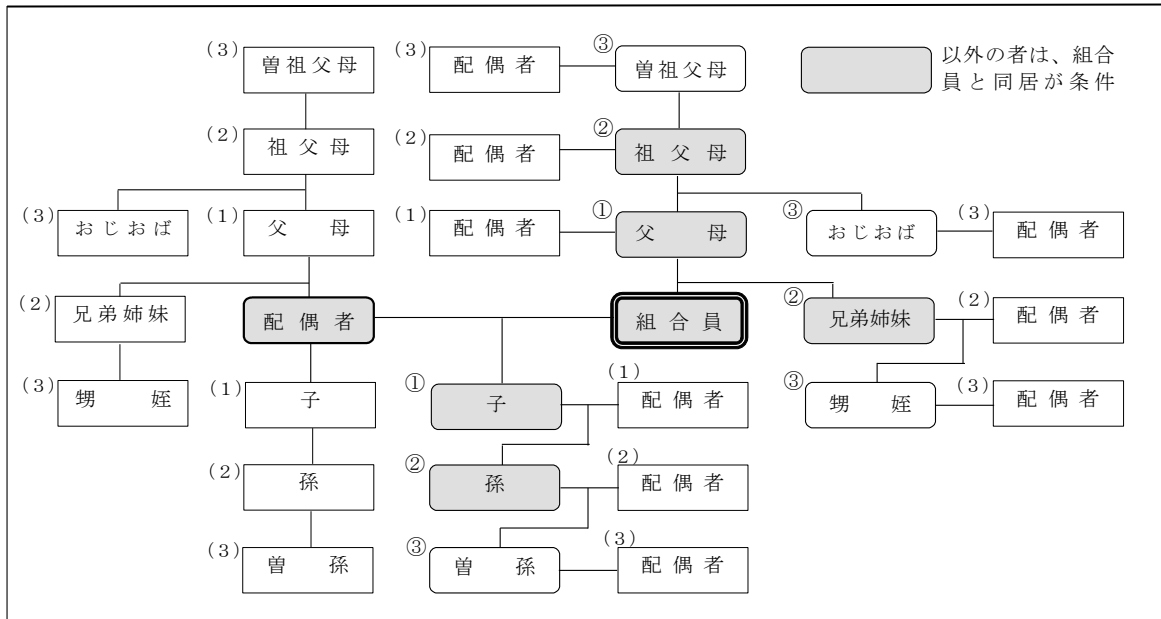 (3)
曽祖父母
(3)
配偶者
③
曽祖父母
以外の者は、組合
員と同居が条件
(2)
祖父母
(2)
配偶者
②
祖父母
(3)
おじおば
(1)
父母
(1)
配偶者
①
父母
③
おじおば
(3)
配偶者
(2)
兄弟姉妹
配偶者
組合員
②
兄弟姉妹
(2)
配偶者
(3)
甥姪
(1)
子
①
子
(1)
配偶者
③
甥姪
(3)
配偶者
(2)
孫
②
孫
(2)
配偶者
(3)
曽孫
③
曽孫
(3)
配偶者